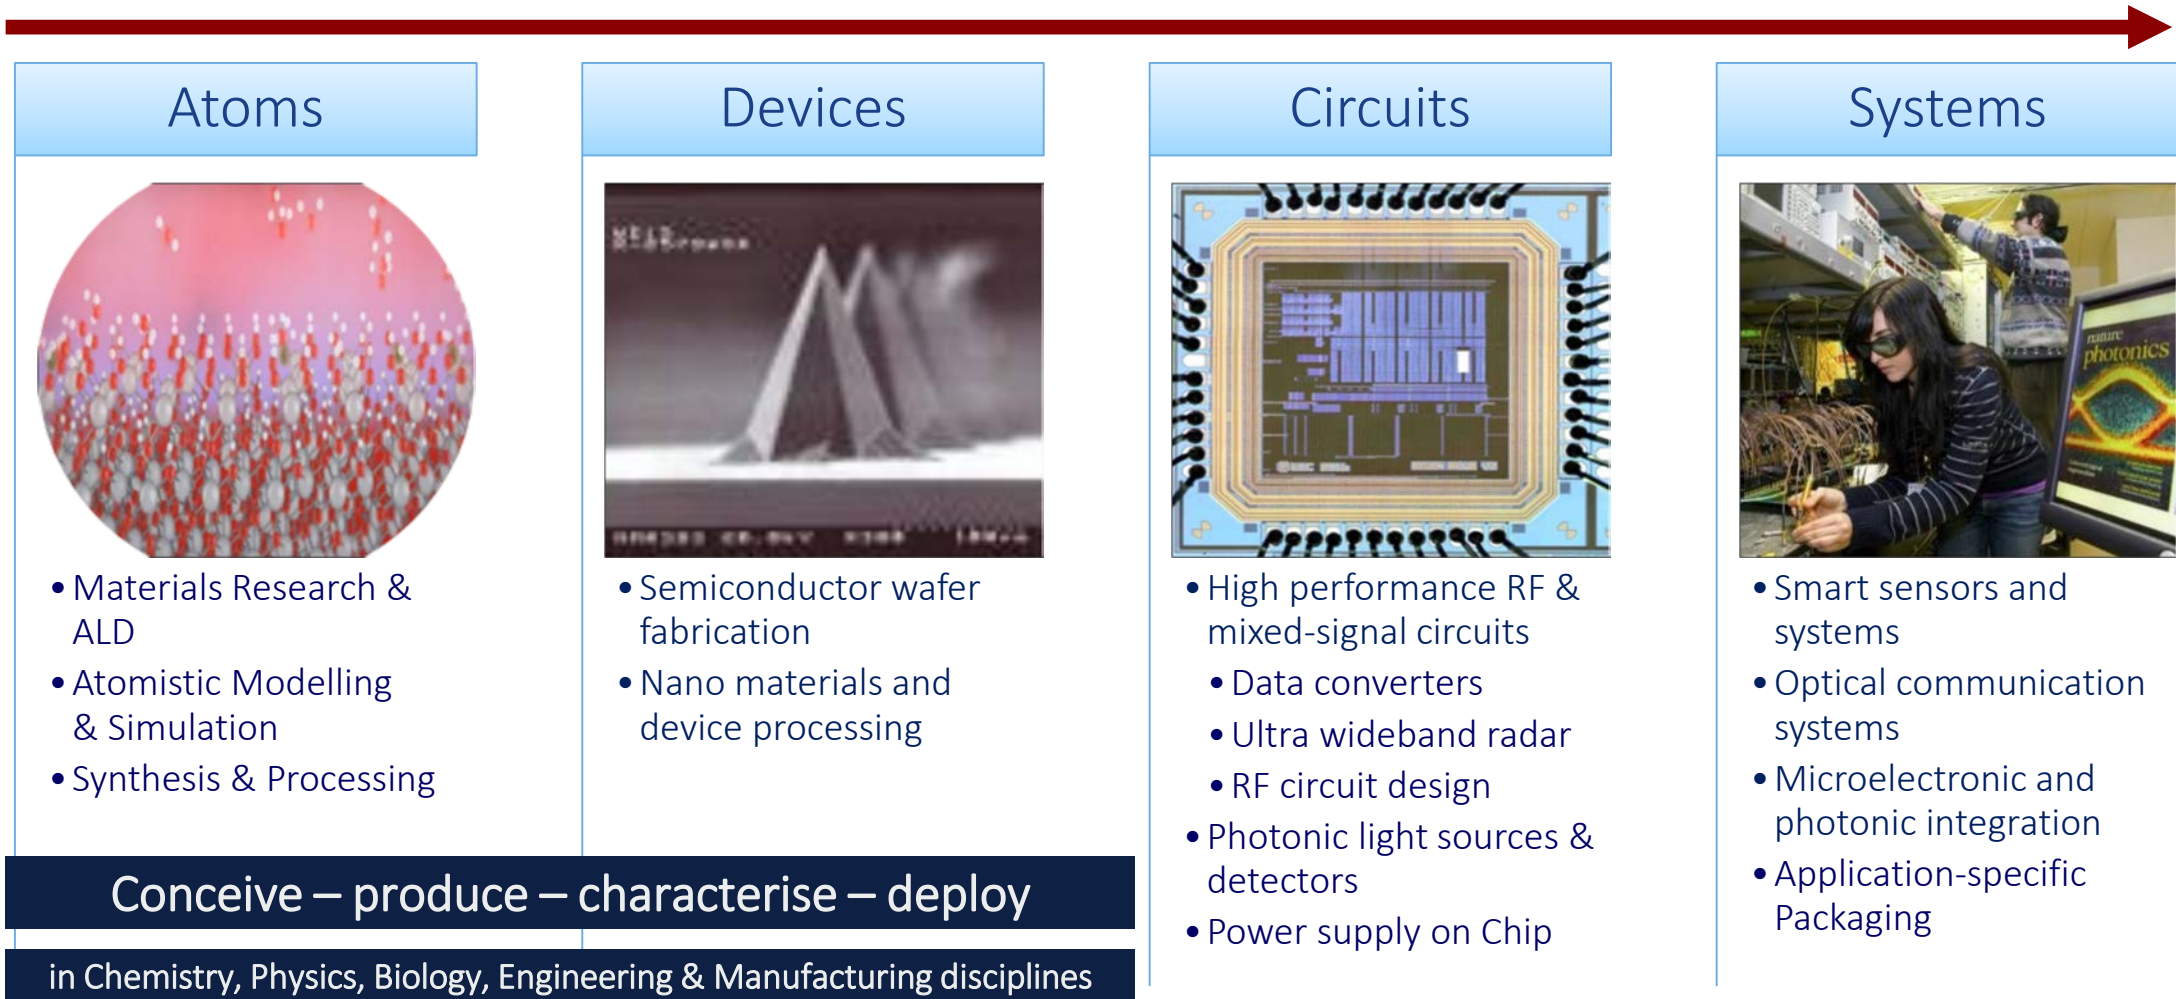 Atoms
Devices
Circuits
Systems
nature
photonics
• Materials Research &
ALD
• Atomistic Modelling
& Simulation
• Synthesis & Processing
• Semiconductor wafer
fabrication
• Nano materials and
device processing
• High performance RF &
mixed-signal circuits
• Data converters
• Ultra wideband radar
• RF circuit design
• Photonic light sources &
detectors
• Power supply on Chip
• Smart sensors and
systems
• Optical communication
systems
• Microelectronic and
photonic integration
• Application-specific
Packaging
Conceive – produce – characterise – deploy
in Chemistry, Physics, Biology, Engineering & Manufacturing disciplines